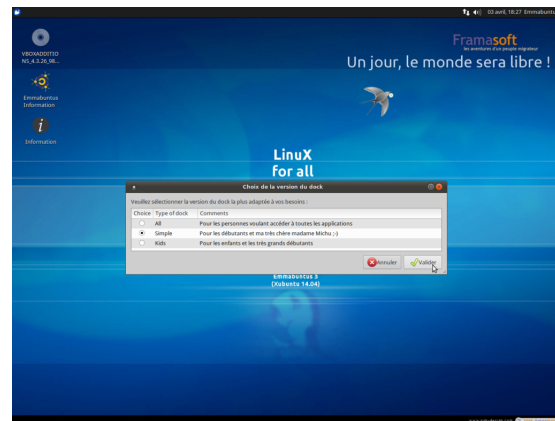 03 avril, 18:27 Emmabuntu
VBOXADDITIO
NS_4.3.26_98...
Emmabuntus
Information
Information
Framasoft
les aventures d'un peuple migrateur
Un jour, le monde sera libre !
LinuX
for all
Choix de la version du dock
Veuillez sélectionner la version du dock la plus adaptée à vos besoins :
Choice Type of dock Comments
All Pour les personnes voulant accéder à toutes les applications
Simple Pour les débutants et ma très chère madame Michu ;-)
Kids Pour les enfants et les très grands débutants
Annuler Valider
Emmabuntus 3
(Xubuntu 14.04)